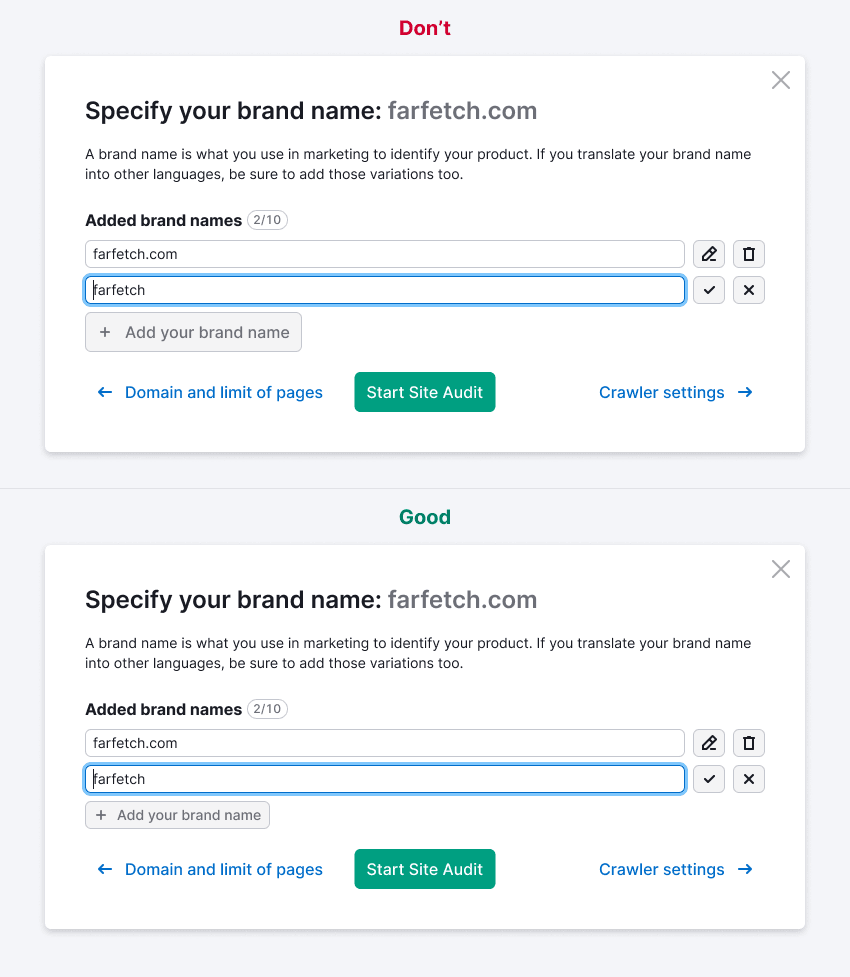 Don't
Specify your brand name: farfetch.com
A brand name is what you use in marketing to identify your product. If you translate your brand name
into other languages, be sure to add those variations too.
Added brand names 2/10
farfetch.com
farfetch
+ Add your brand name
← Domain and limit of pages
Start Site Audit
Crawler settings →
Good
Specify your brand name: farfetch.com
A brand name is what you use in marketing to identify your product. If you translate your brand name
into other languages, be sure to add those variations too.
Added brand names 2/10
farfetch.com
farfetch
+ Add your brand name
← Domain and limit of pages
Start Site Audit
Crawler settings →